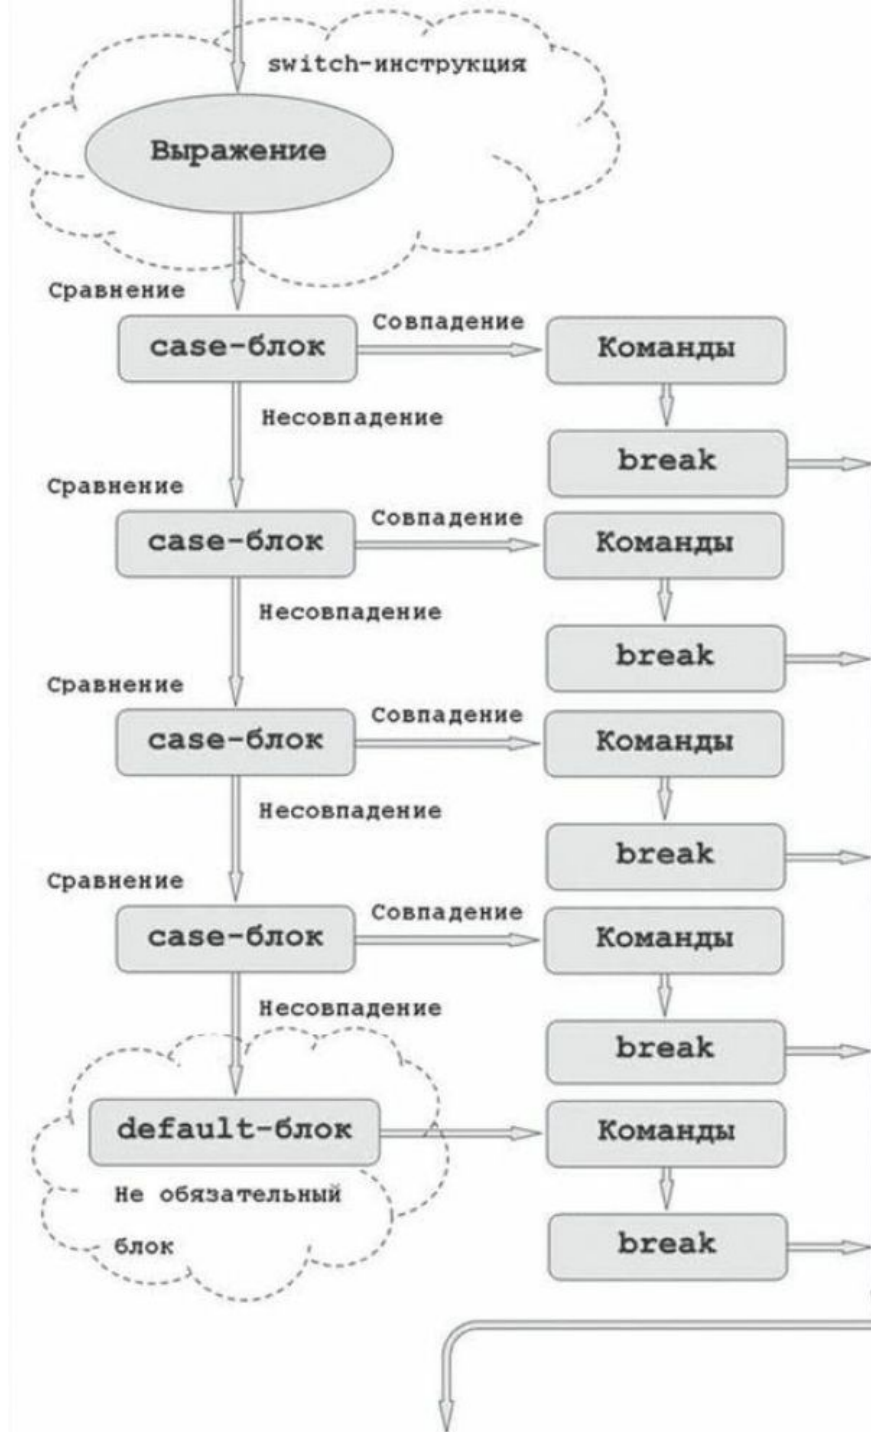 switch-инструкция
Выражение
Сравнение
case-блок
Совпадение
Команды
Несовпадение
break
Сравнение
case-блок
Совпадение
Команды
Несовпадение
break
Сравнение
case-блок
Совпадение
Команды
Несовпадение
break
Сравнение
case-блок
Совпадение
Команды
Несовпадение
break
default-блок
Команды
Не обязательный
блок
break